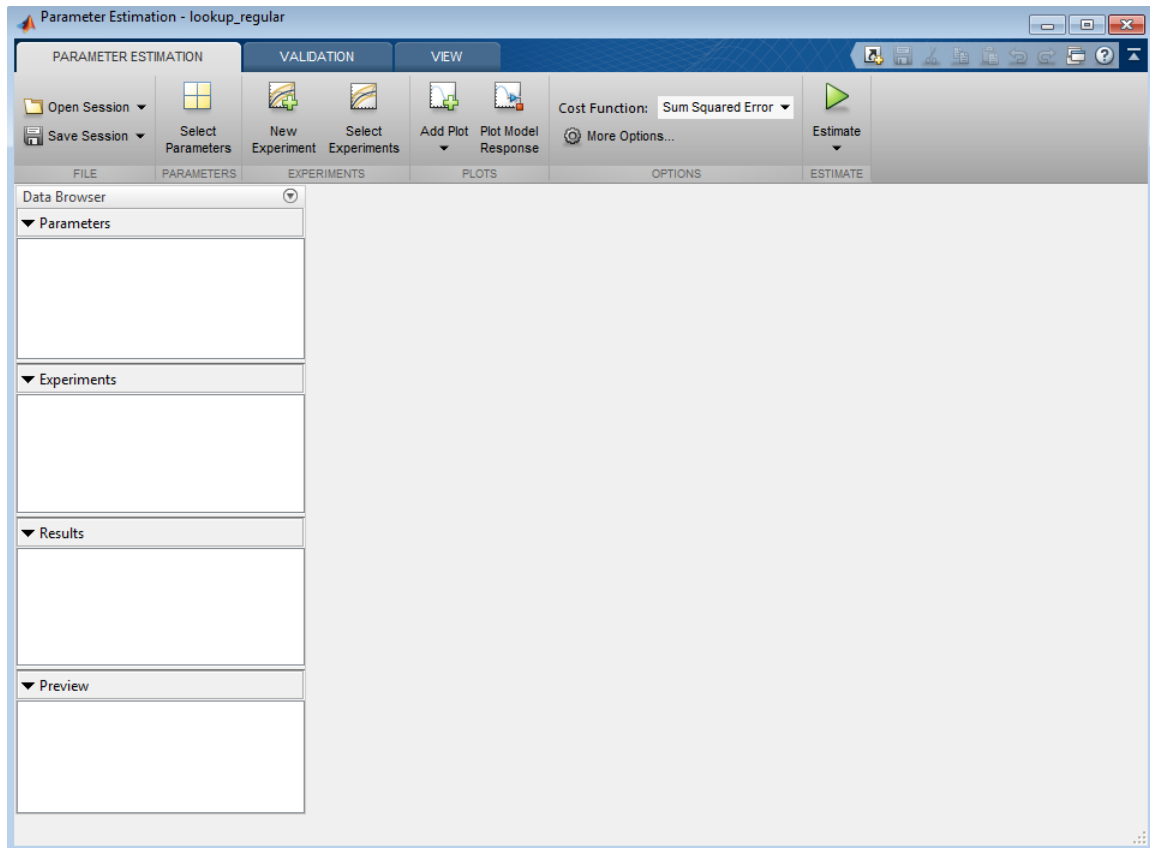 Parameter Estimation - lookup_regular
PARAMETER ESTIMATION VALIDATION VIEW
Open Session
Save Session
Select Parameters
New Experiment
Select Experiments
Add Plot
Plot Model Response
Cost Function: Sum Squared Error
More Options...
Estimate
FILE PARAMETERS EXPERIMENTS PLOTS OPTIONS ESTIMATE
Data Browser
Parameters
Experiments
Results
Preview